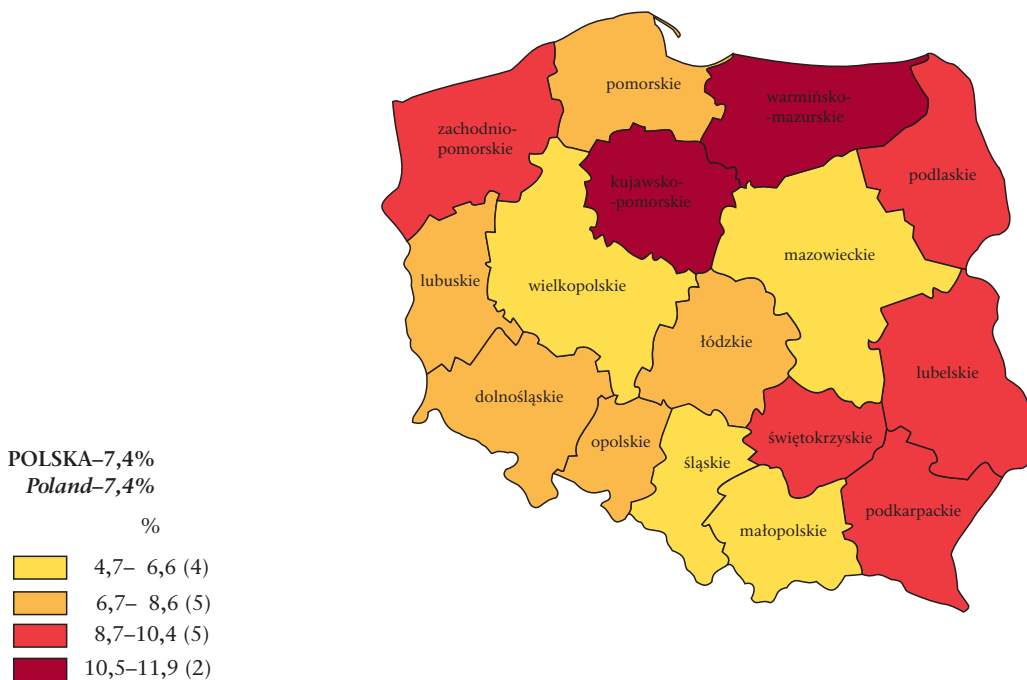 pomorskie
warmińsko-
-mazurskie
zachodnio-
pomorskie
podlaskie
kujawsko-
-pomorskie
mazowieckie
lubuskie
wielkopolskie
łódzkie
lubelskie
dolnośląskie
świętokrzyskie
opolskie
śląskie
podkarpackie
małopolskie
POLSKA–7,4%
Poland–7,4%
%
4,7– 6,6 (4)
6,7– 8,6 (5)
8,7–10,4 (5)
10,5–11,9 (2)